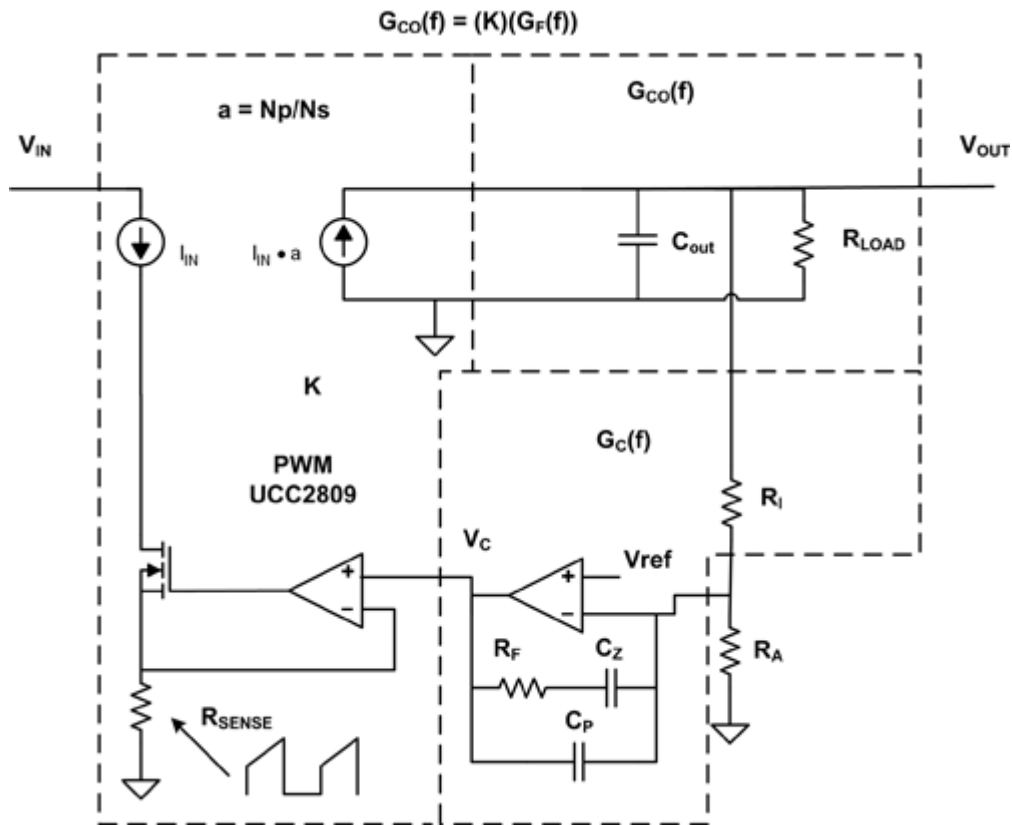 G_CO(f) = (K)(G_F(f))
a = Np/Ns
G_CO(f)
V_IN
V_OUT
I_IN
I_IN • a
C_out
R_LOAD
K
G_C(f)
PWM
UCC2809
R_I
V_C
Vref
+
−
+
−
R_F
C_Z
R_A
C_P
R_SENSE